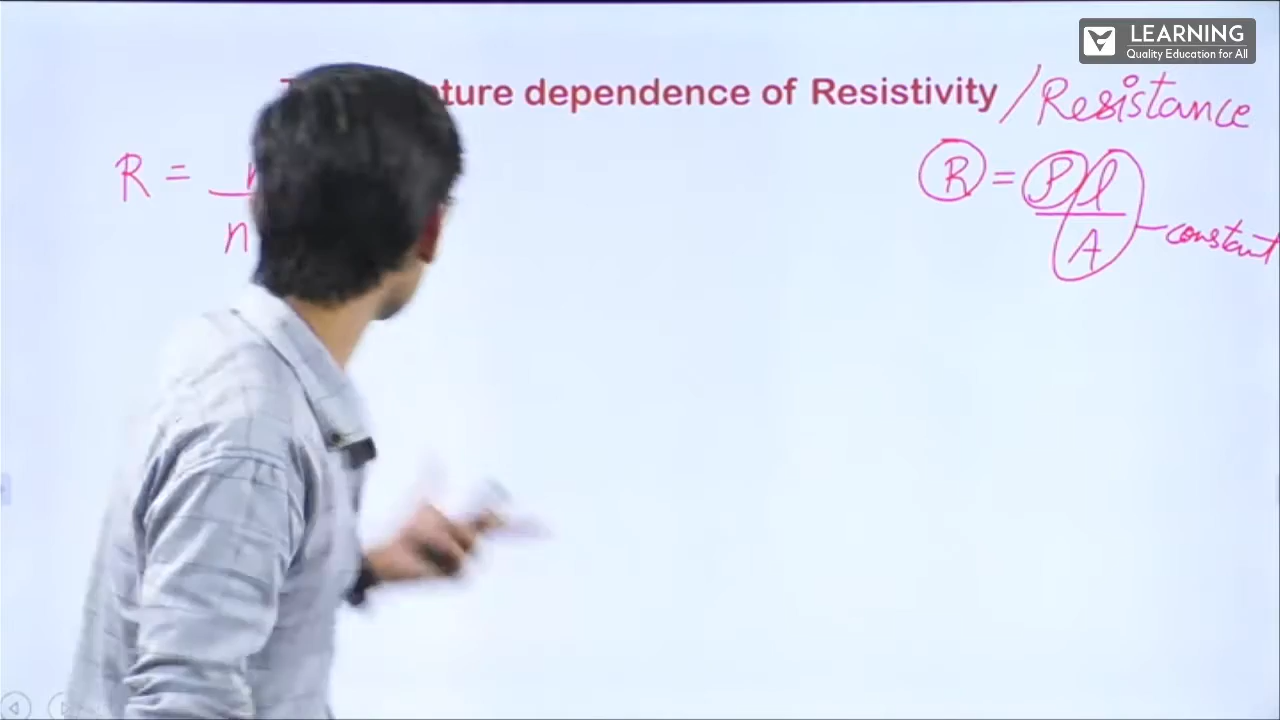 LEARNING
Quality Education for All
ture dependence of Resistivity / Resistance
R =
n
R = ρl
A
constant